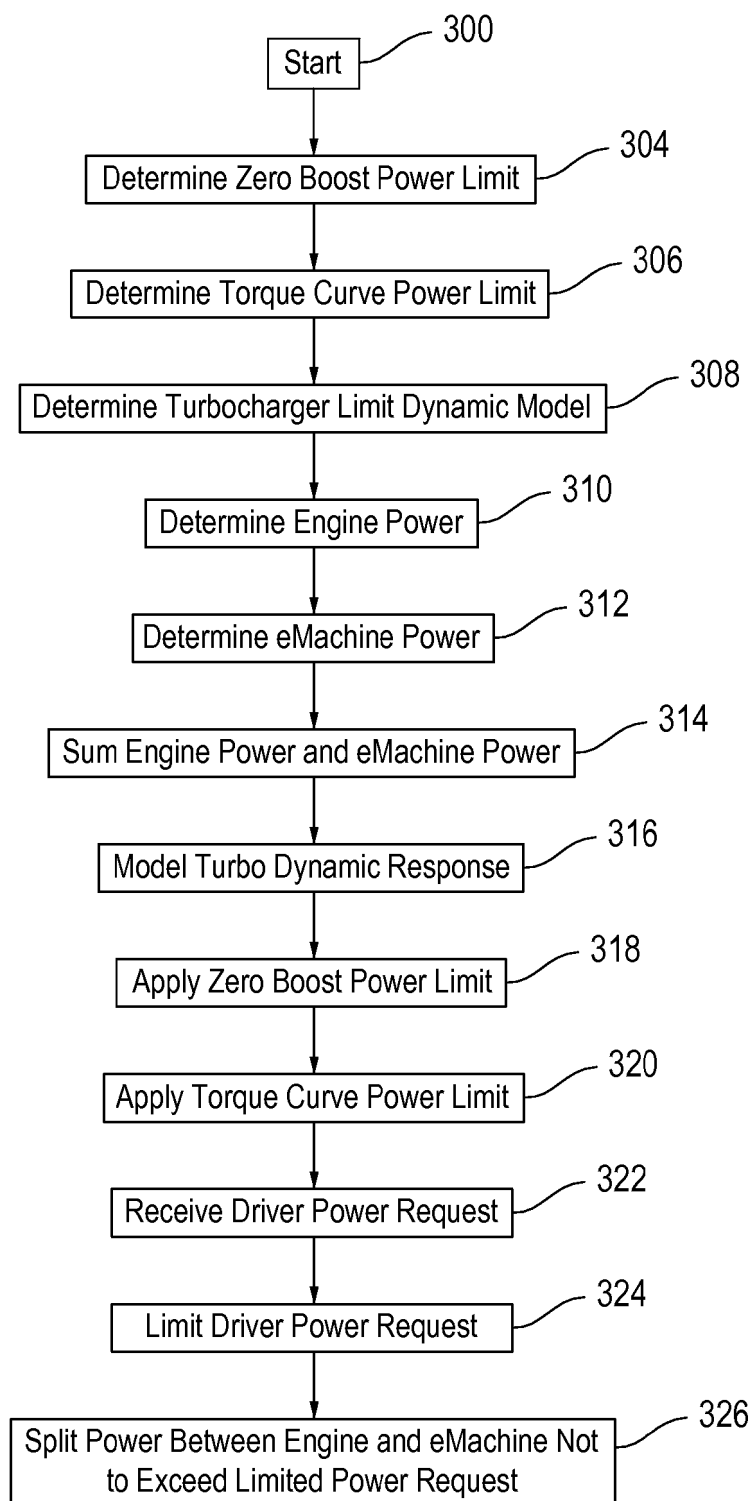 300
Start
304
Determine Zero Boost Power Limit
306
Determine Torque Curve Power Limit
308
Determine Turbocharger Limit Dynamic Model
310
Determine Engine Power
312
Determine eMachine Power
314
Sum Engine Power and eMachine Power
316
Model Turbo Dynamic Response
318
Apply Zero Boost Power Limit
320
Apply Torque Curve Power Limit
322
Receive Driver Power Request
324
Limit Driver Power Request
326
Split Power Between Engine and eMachine Not
to Exceed Limited Power Request